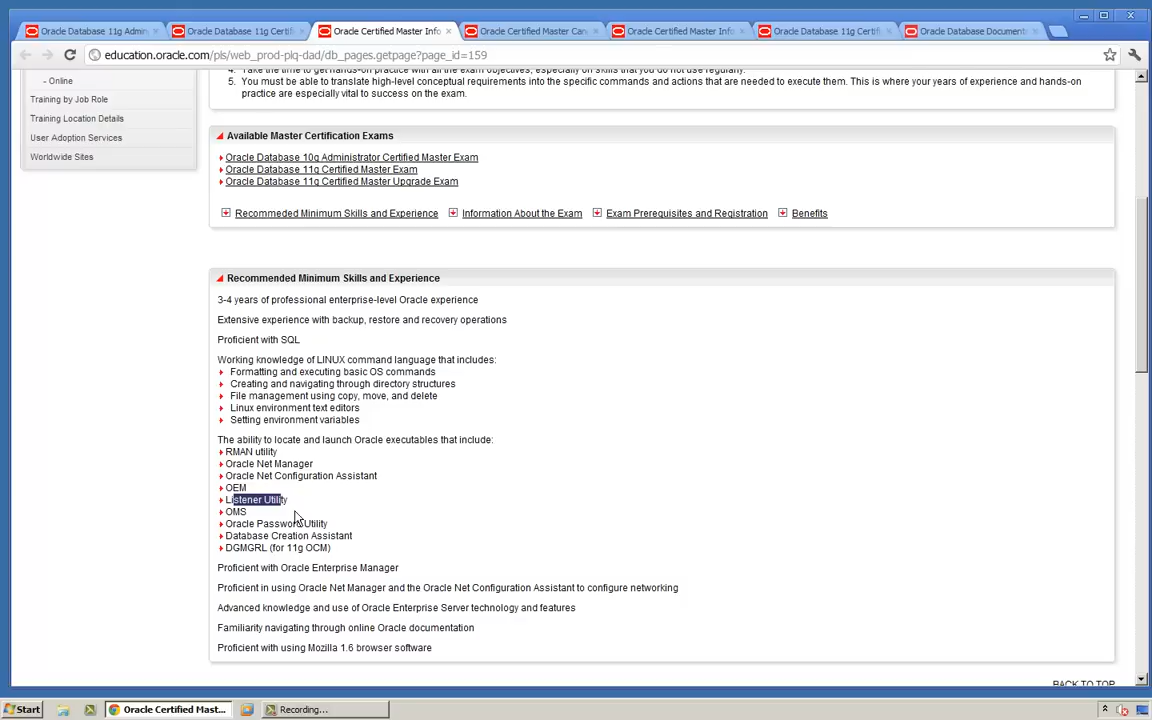 Oracle Database 11g Admin
Oracle Database 11g Certif
Oracle Certified Master Info
Oracle Certified Master Can
Oracle Certified Master Info
Oracle Database 11g Certif
Oracle Database Document
education.oracle.com/pls/web_prod-plq-dad/db_pages.getpage?page_id=159
- Online
Training by Job Role
Training Location Details
User Adoption Services
Worldwide Sites
4. Take the time to get hands-on practice with all the exam objectives, especially on skills that you do not use regularly.
5. You must be able to translate high-level conceptual requirements into the specific commands and actions that are needed to execute them. This is where your years of experience and hands-on
practice are especially vital to success on the exam.
Available Master Certification Exams
Oracle Database 10g Administrator Certified Master Exam
Oracle Database 11g Certified Master Exam
Oracle Database 11g Certified Master Upgrade Exam
Recommeded Minimum Skills and Experience Information About the Exam Exam Prerequisites and Registration Benefits
Recommended Minimum Skills and Experience
3-4 years of professional enterprise-level Oracle experience
Extensive experience with backup, restore and recovery operations
Proficient with SQL
Working knowledge of LINUX command language that includes:
Formatting and executing basic OS commands
Creating and navigating through directory structures
File management using copy, move, and delete
Linux environment text editors
Setting environment variables
The ability to locate and launch Oracle executables that include:
RMAN utility
Oracle Net Manager
Oracle Net Configuration Assistant
OEM
Listener Utility
OMS
Oracle Password Utility
Database Creation Assistant
DGMGRL (for 11g OCM)
Proficient with Oracle Enterprise Manager
Proficient in using Oracle Net Manager and the Oracle Net Configuration Assistant to configure networking
Advanced knowledge and use of Oracle Enterprise Server technology and features
Familiarity navigating through online Oracle documentation
Proficient with using Mozilla 1.6 browser software
BACK TO TOP
Start
Oracle Certified Mast...
Recording...